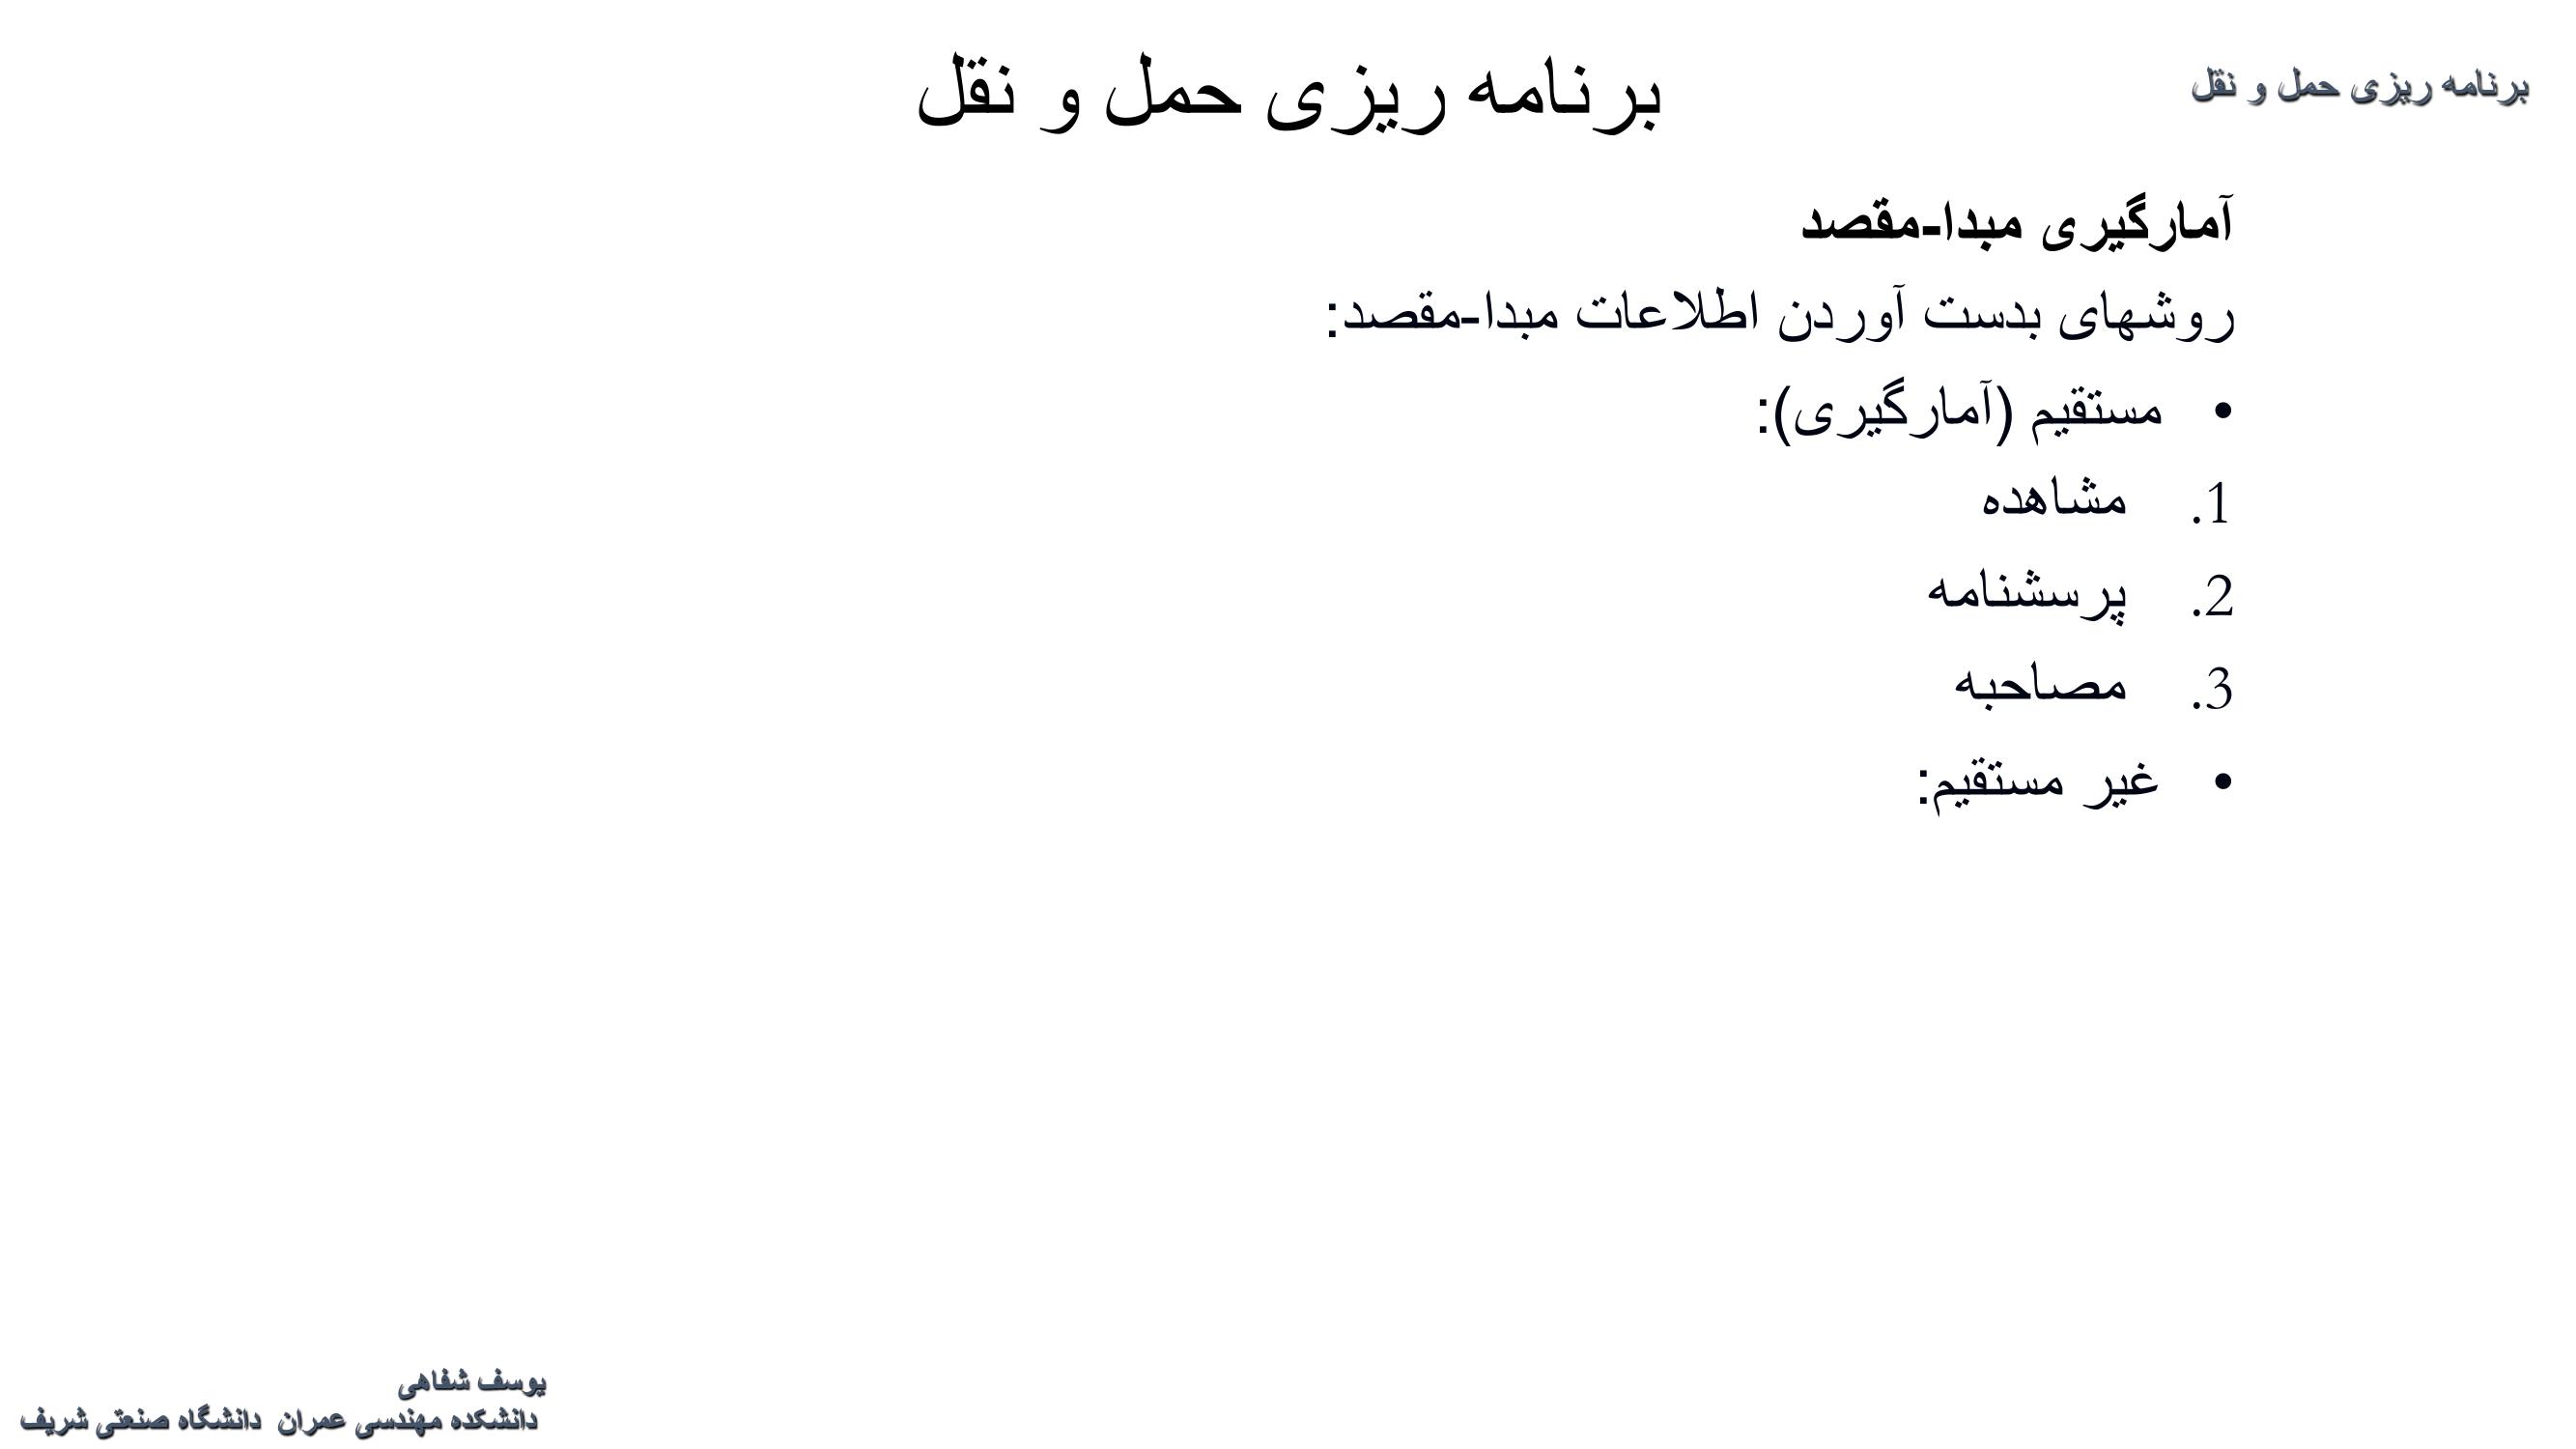 برنامه ریزی حمل و نقل
برنامه ریزی حمل و نقل
آمارگیری مبدا-مقصد
روشهای بدست آوردن اطلاعات مبدا-مقصد:
• مستقیم (آمارگیری):
1. مشاهده
2. پرسشنامه
3. مصاحبه
• غیر مستقیم:
یوسف شفاهی
دانشکده مهندسی عمران دانشگاه صنعتی شریف